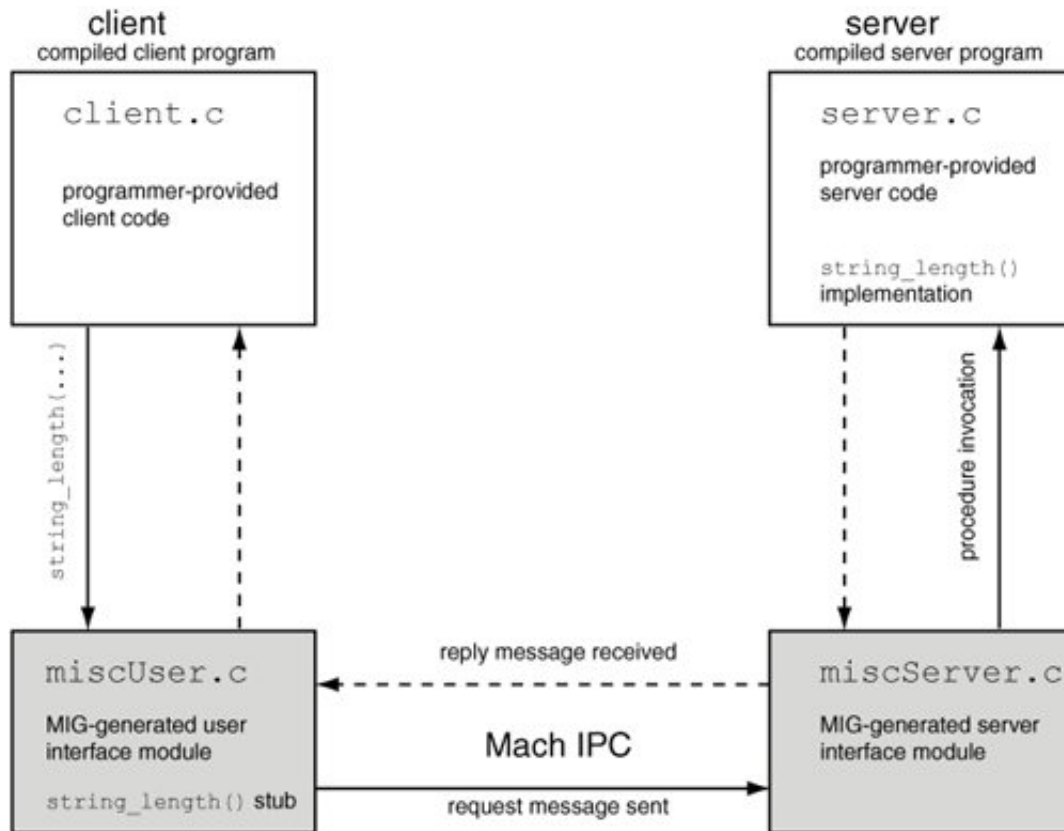 client
compiled client program
client.c
programmer-provided
client code
server
compiled server program
server.c
programmer-provided
server code
string_length()
implementation
string_length(...)
procedure invocation
miscUser.c
MIG-generated user
interface module
string_length() stub
reply message received
Mach IPC
request message sent
miscServer.c
MIG-generated server
interface module